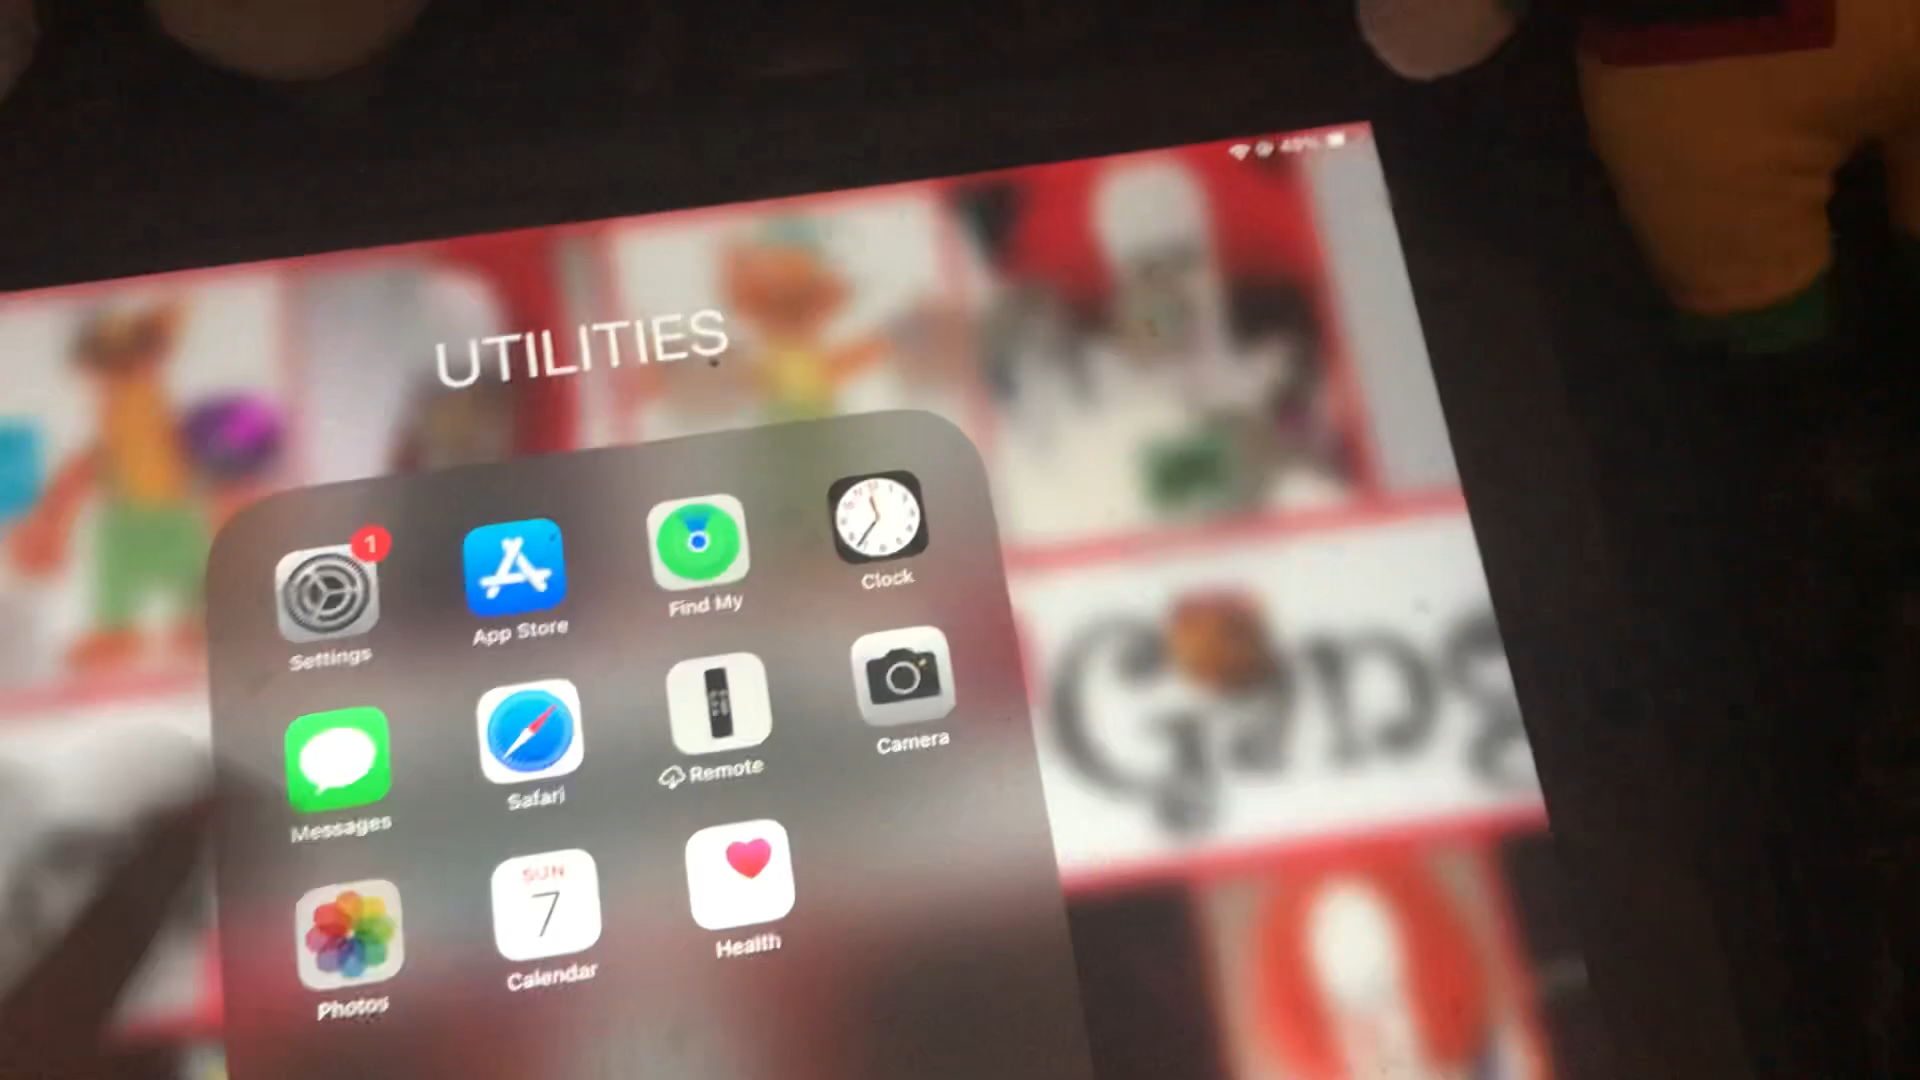 UTILITIES
1
Settings
App Store
Find My
Clock
Messages
Safari
Remote
Camera
SUN
7
Photos
Calendar
Health